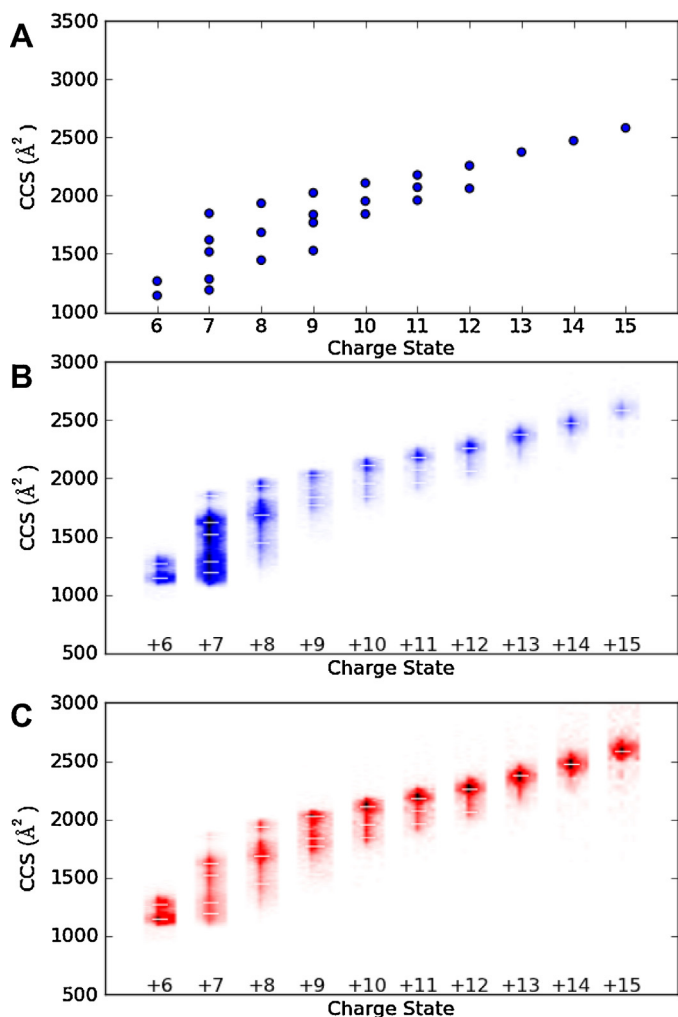 A
3500
3000
2500
2000
1500
1000
CCS (Å²)
6 7 8 9 10 11 12 13 14 15
Charge State
B
3000
2500
2000
1500
1000
500
CCS (Å²)
+6 +7 +8 +9 +10 +11 +12 +13 +14 +15
Charge State
C
3000
2500
2000
1500
1000
500
CCS (Å²)
+6 +7 +8 +9 +10 +11 +12 +13 +14 +15
Charge State